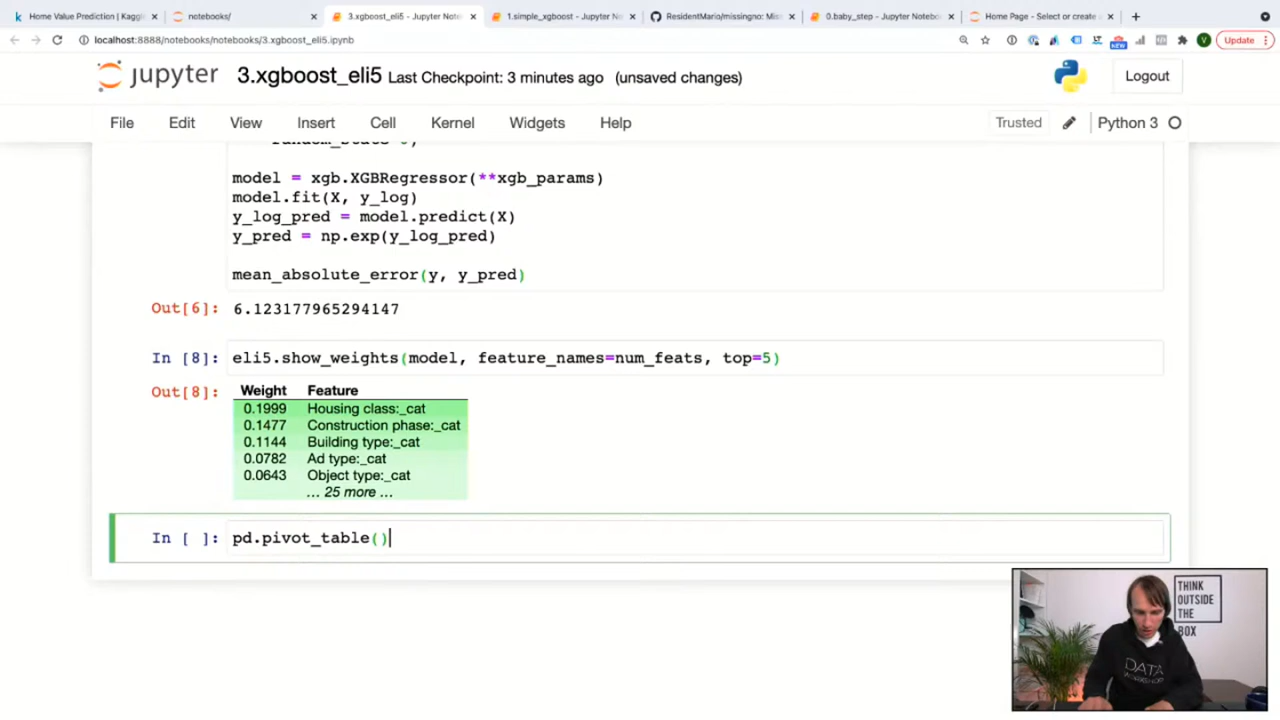 Home Value Prediction | Kaggl
notebooks/
3.xgboost_eli5 - Jupyter Note
1.simple_xgboost - Jupyter No
ResidentMario/missingno: Mis
0.baby_step - Jupyter Notebo
Home Page - Select or create
localhost:8888/notebooks/notebooks/3.xgboost_eli5.ipynb
NEW
V
Update
jupyter
3.xgboost_eli5 Last Checkpoint: 3 minutes ago (unsaved changes)
Logout
File Edit View Insert Cell Kernel Widgets Help
Trusted
Python 3
model = xgb.XGBRegressor(**xgb_params)
model.fit(X, y_log)
y_log_pred = model.predict(X)
y_pred = np.exp(y_log_pred)
mean_absolute_error(y, y_pred)
Out[6]: 6.123177965294147
In [8]: eli5.show_weights(model, feature_names=num_feats, top=5)
Out[8]: Weight Feature
0.1999 Housing class:_cat
0.1477 Construction phase:_cat
0.1144 Building type:_cat
0.0782 Ad type:_cat
0.0643 Object type:_cat
… 25 more …
In [ ]: pd.pivot_table()
THINK
OUTSIDE
THE
BOX
DATA